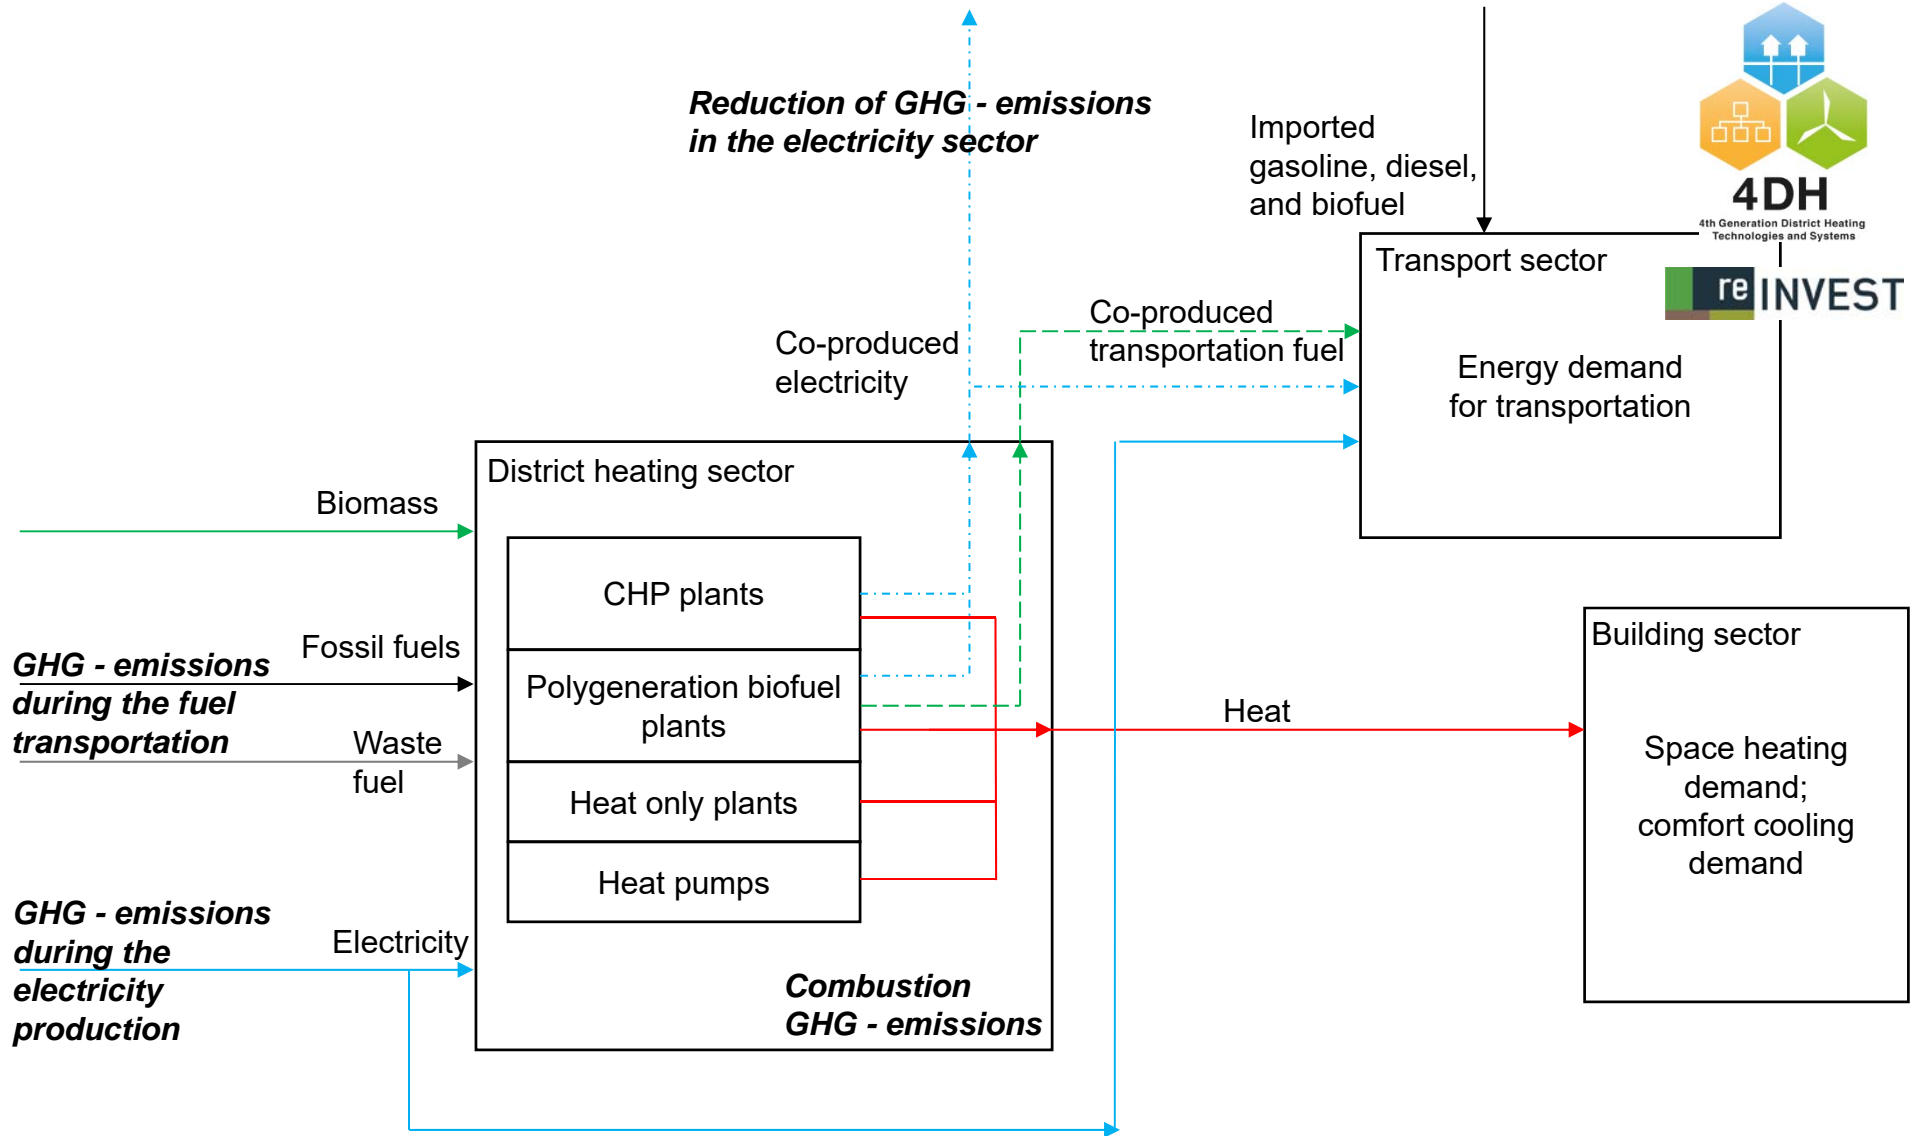 Reduction of GHG - emissions
in the electricity sector
Imported
gasoline, diesel,
and biofuel
4DH
4th Generation District Heating
Technologies and Systems
reINVEST
Transport sector
Energy demand
for transportation
Co-produced
transportation fuel
Co-produced
electricity
District heating sector
Biomass
CHP plants
Fossil fuels
GHG - emissions
during the fuel
transportation
Polygeneration biofuel
plants
Waste
fuel
Heat only plants
Heat pumps
GHG - emissions
during the
electricity
production
Electricity
Combustion
GHG - emissions
Heat
Building sector
Space heating
demand;
comfort cooling
demand